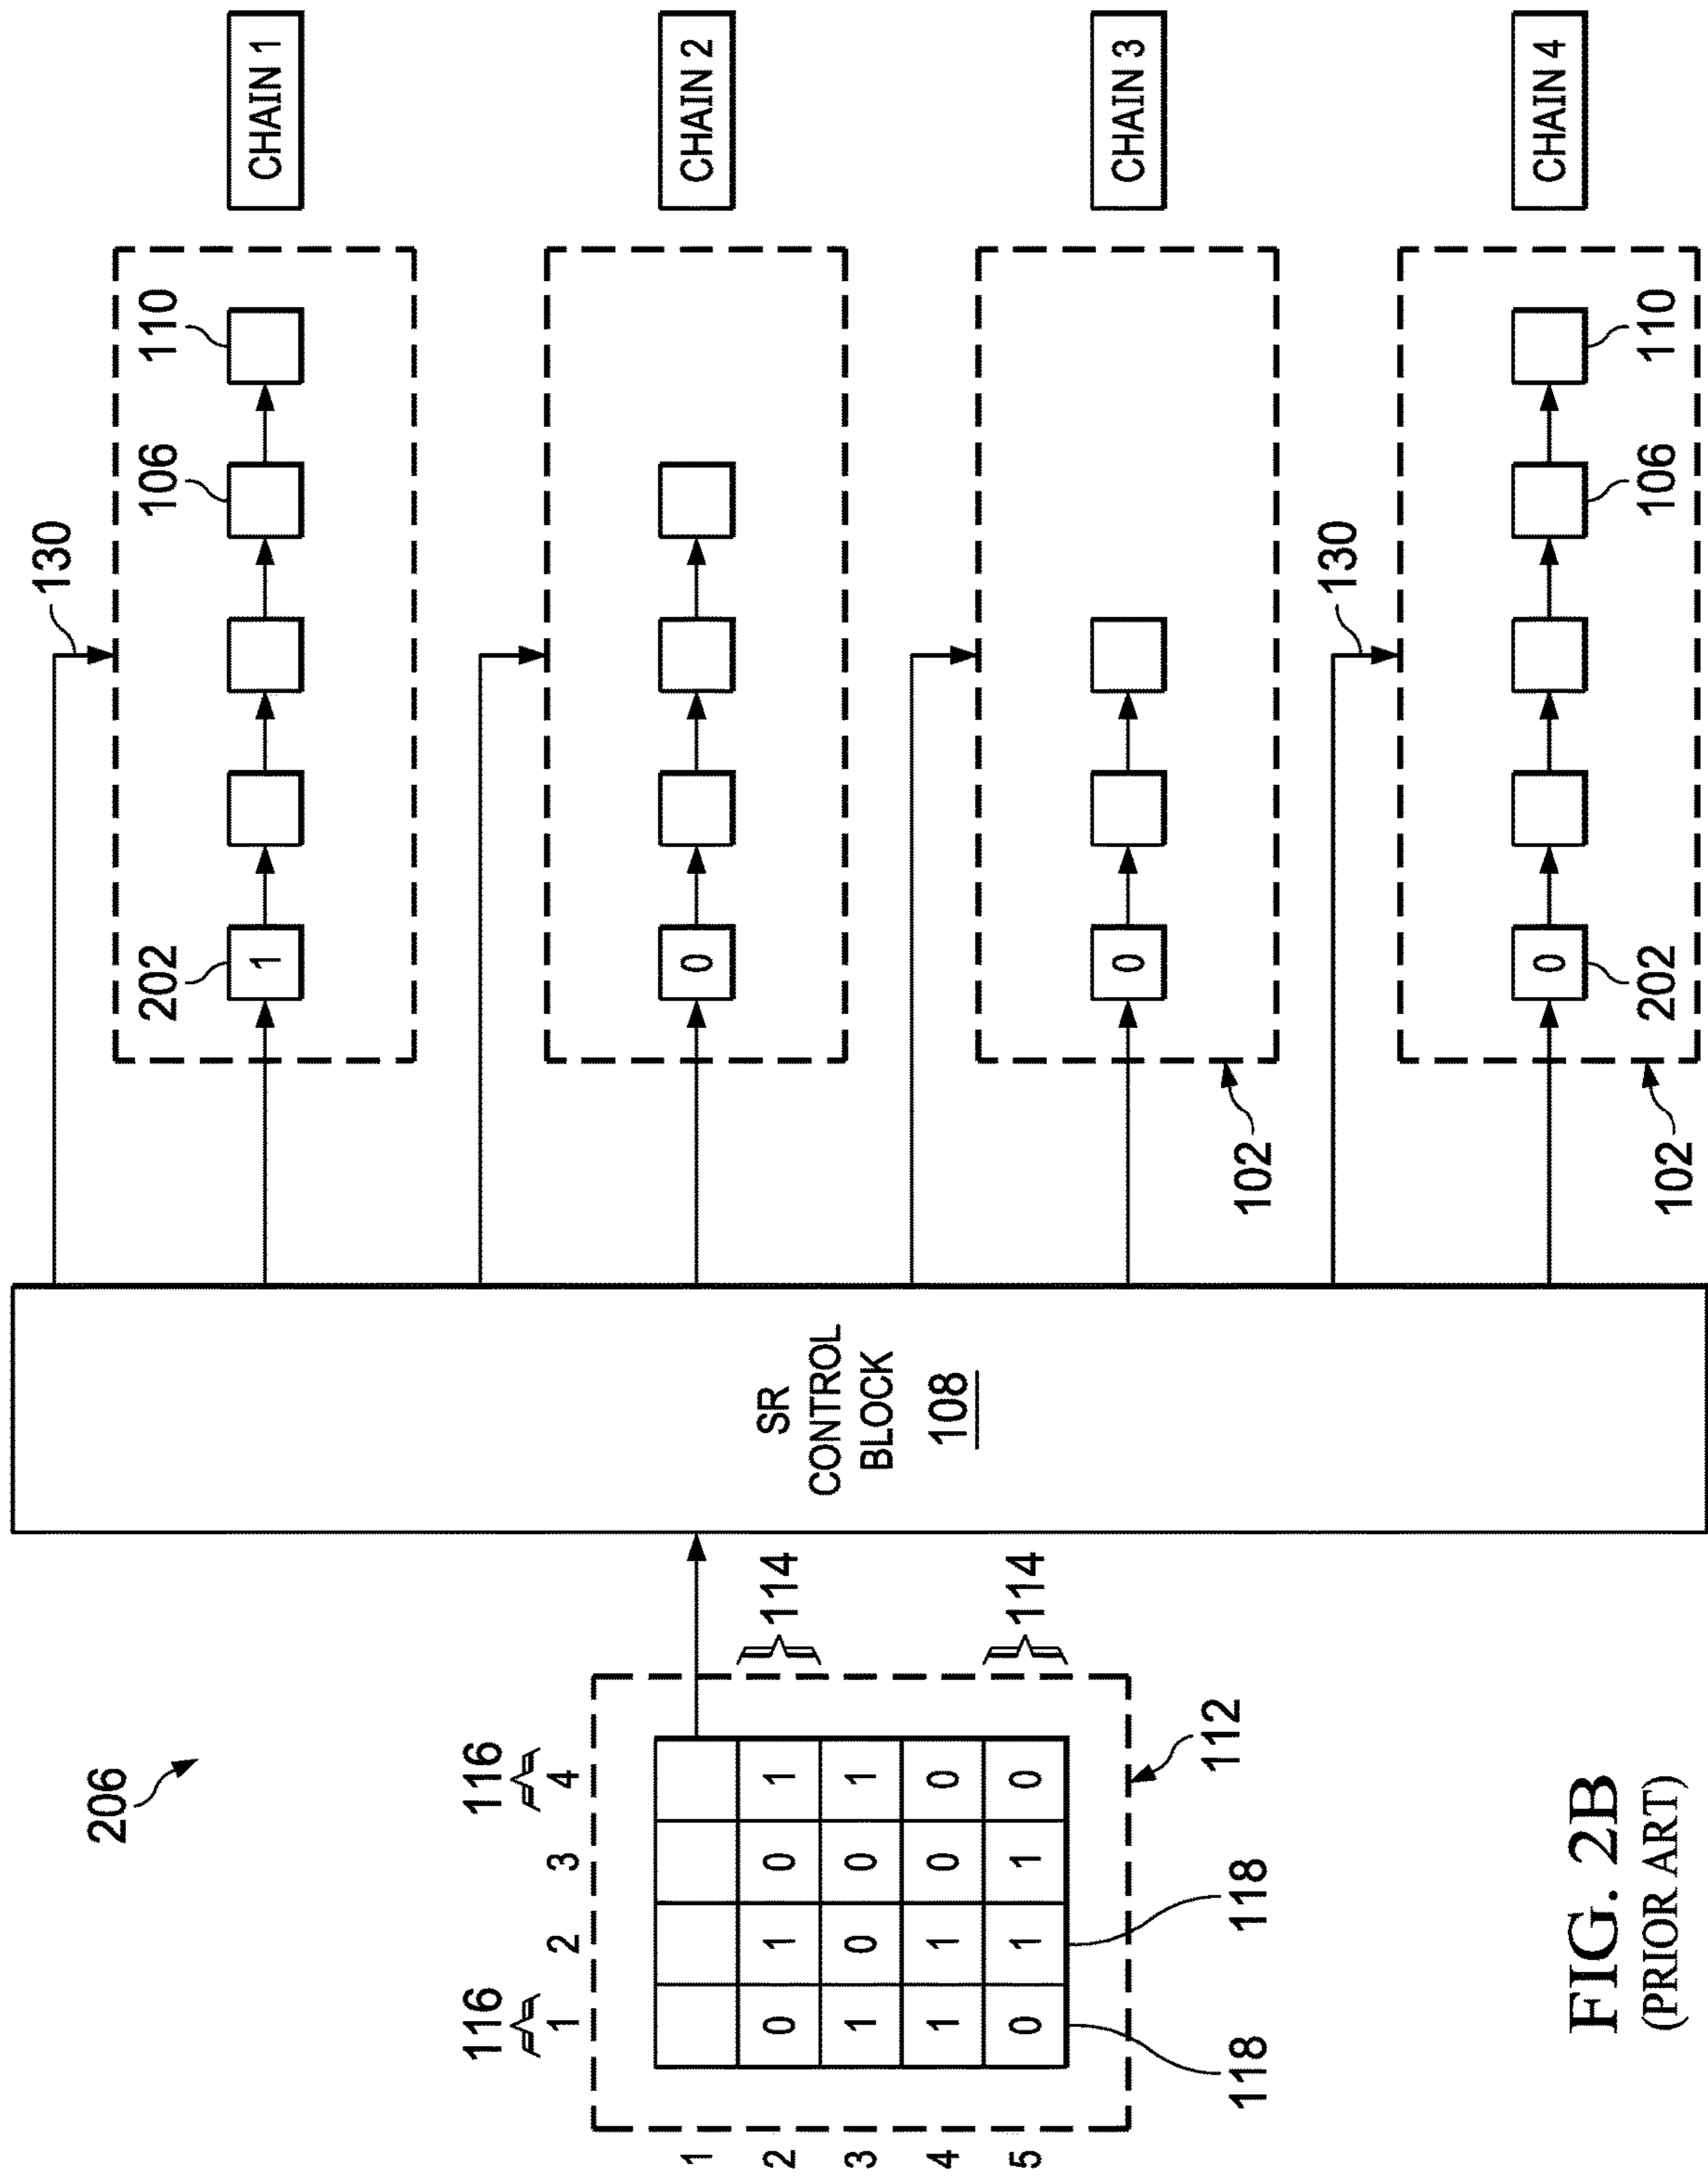 130
206
202 106 110
1 CHAIN 1
116 116
1 2 3 4
1
2 0 1 0 1 114
3 1 0 0 1
4 1 1 0 0
5 0 1 1 0 114
112
118 118
SR
CONTROL
BLOCK
108
0 CHAIN 2
0 CHAIN 3
102
130
0 CHAIN 4
102 202 106 110
FIG. 2B
(PRIOR ART)